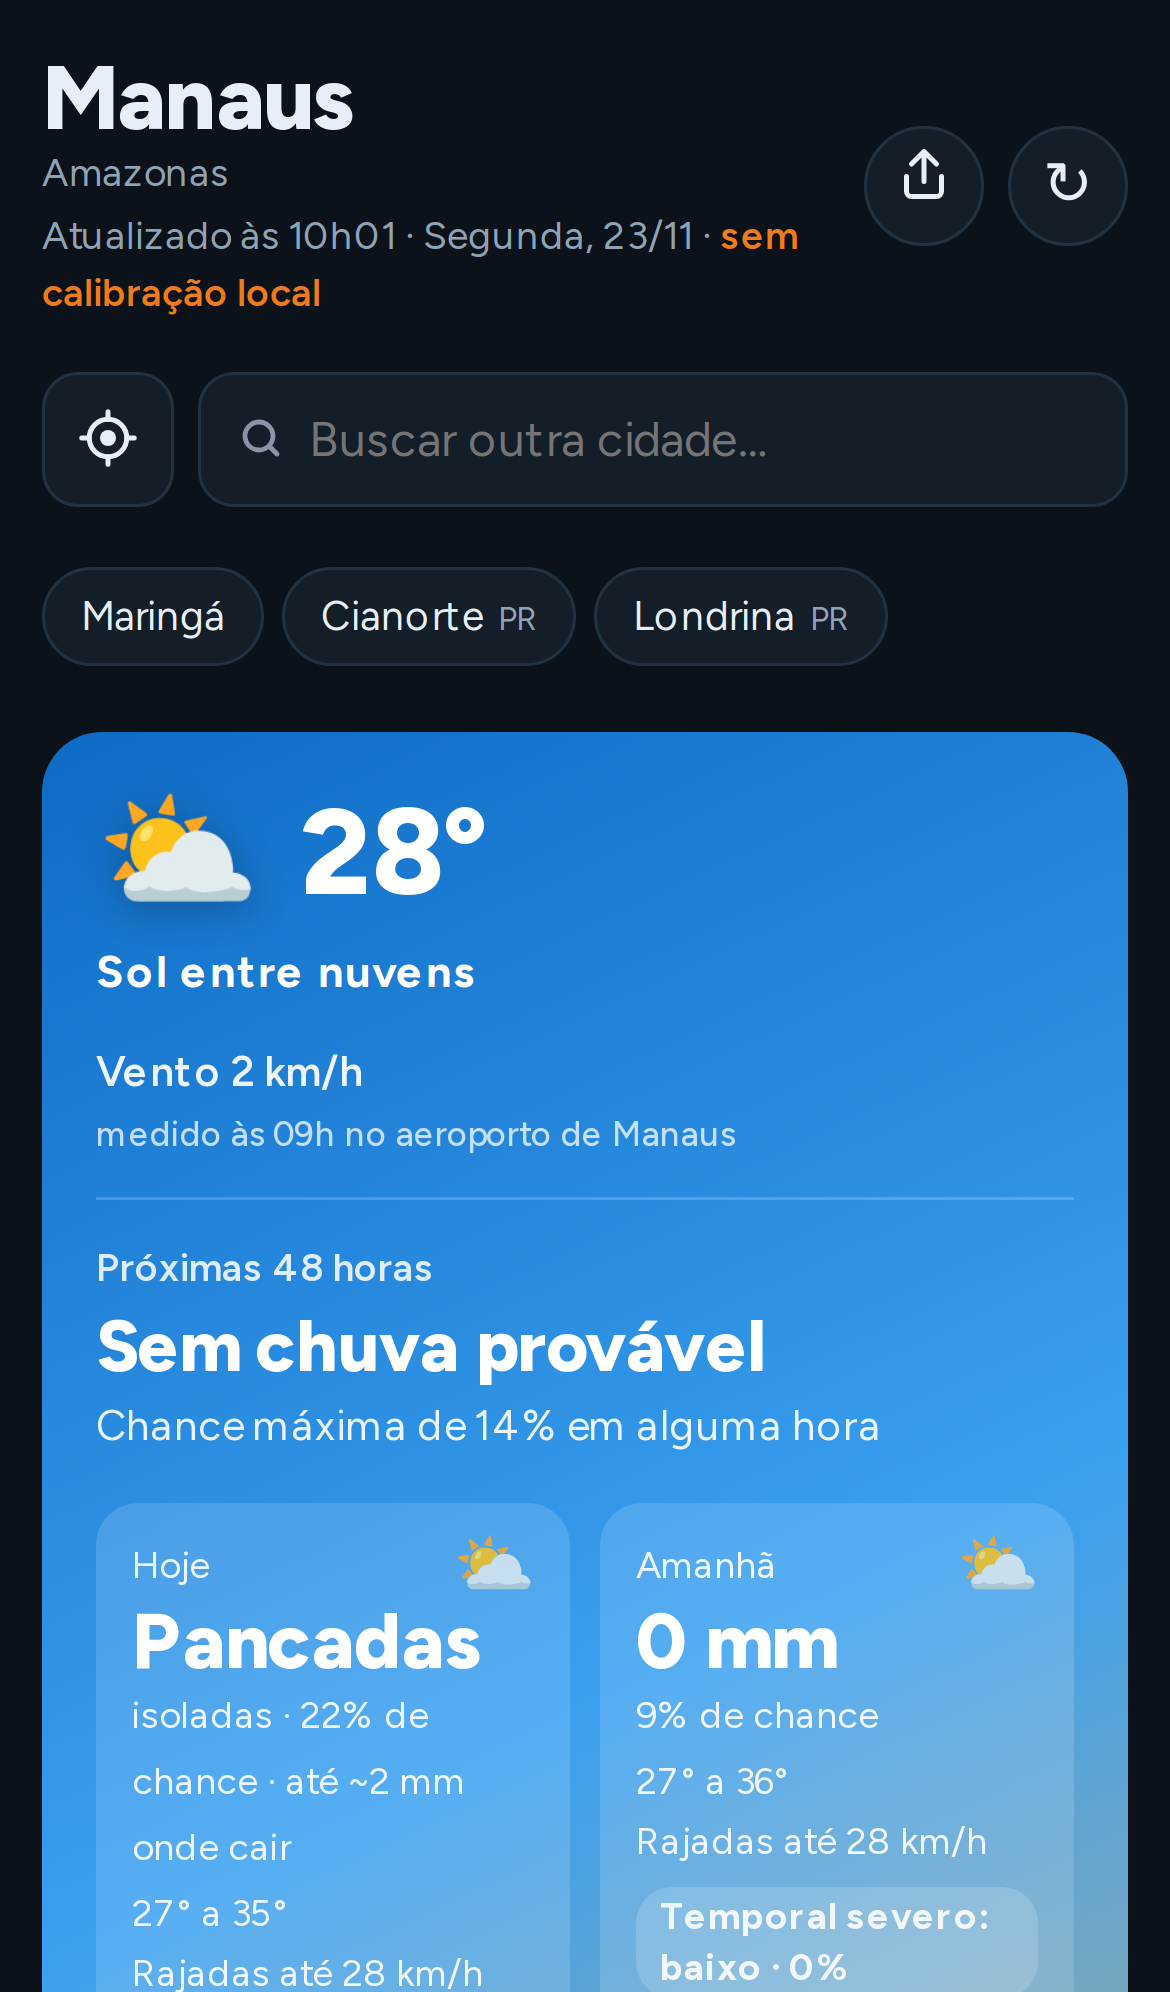 Manaus
Amazonas
Atualizado às 10h01 · Segunda, 23/11 · sem
calibração local
Buscar outra cidade...
Maringá
Cianorte PR
Londrina PR
28°
Sol entre nuvens
Vento 2 km/h
medido às 09h no aeroporto de Manaus
Próximas 48 horas
Sem chuva provável
Chance máxima de 14% em alguma hora
Hoje
Pancadas
isoladas · 22% de
chance · até ~2 mm
onde cair
27° a 35°
Rajadas até 28 km/h
Amanhã
0 mm
9% de chance
27° a 36°
Rajadas até 28 km/h
Temporal severo:
baixo · 0%